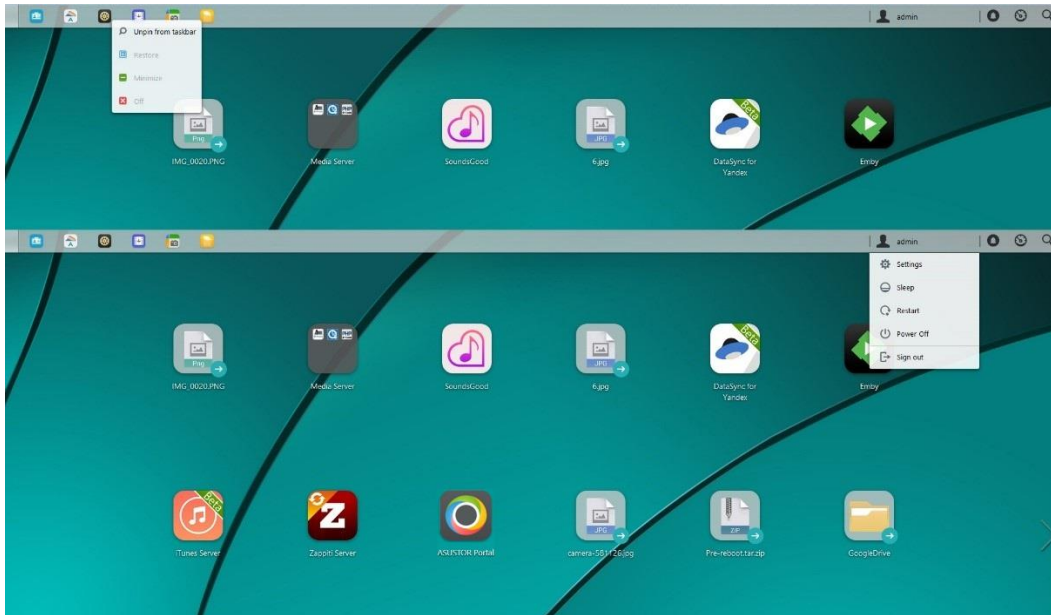 admin
Unpin from taskbar
Restore
Minimize
Off
Png
JPG
Beta
IMG_0020.PNG
Media Server
SoundsGood
6.jpg
DataSync for
Yandex
Emby
admin
Settings
Sleep
Restart
Power Off
Sign out
Png
JPG
Beta
IMG_0020.PNG
Media Server
SoundsGood
6.jpg
DataSync for
Yandex
Emby
Beta
Z
JPG
ZIP
iTunes Server
Zappiti Server
ASUSTOR Portal
camera-581126.jpg
Pre-reboot.tar.zip
GoogleDrive